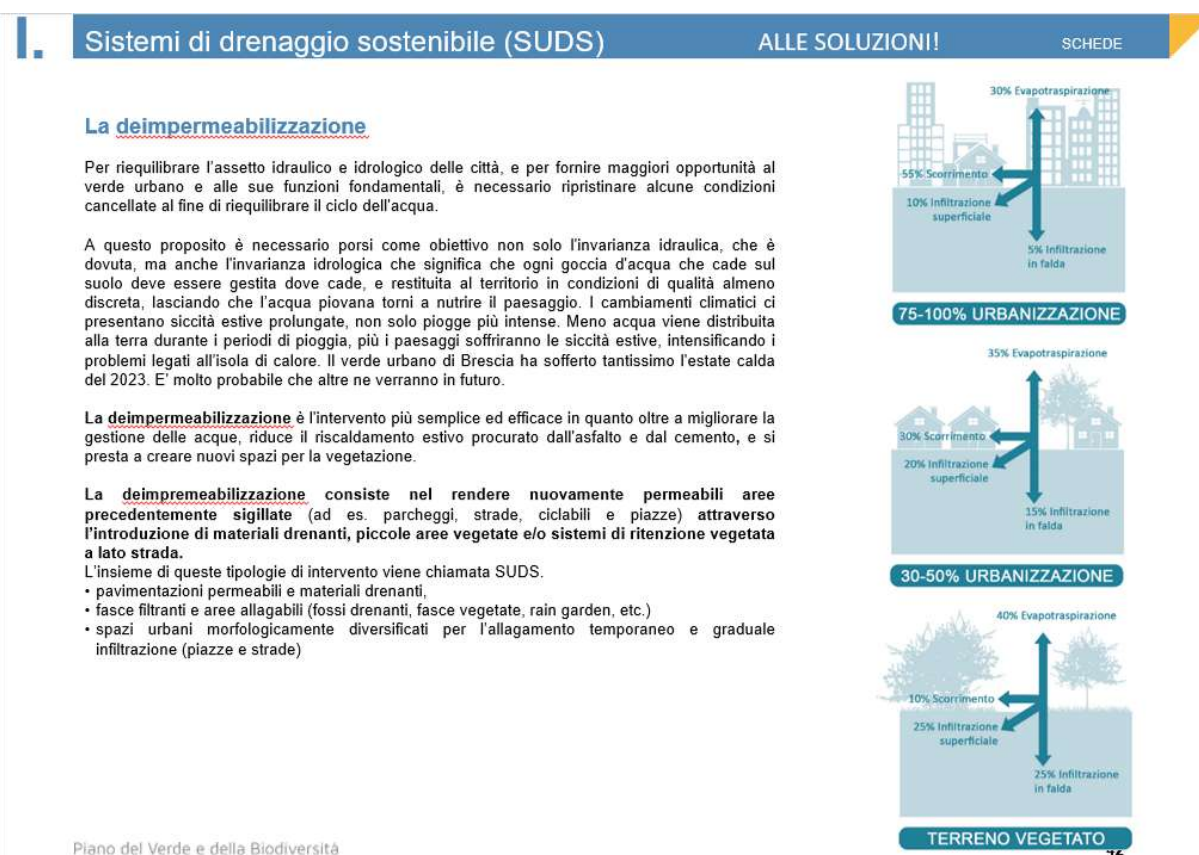 I.
Sistemi di drenaggio sostenibile (SUDS)
ALLE SOLUZIONI!
SCHEDE
La deimpermeabilizzazione
Per riequilibrare l'assetto idraulico e idrologico delle città, e per fornire maggiori opportunità al
verde urbano e alle sue funzioni fondamentali, è necessario ripristinare alcune condizioni
cancellate al fine di riequilibrare il ciclo dell'acqua.
A questo proposito è necessario porsi come obiettivo non solo l'invarianza idraulica, che è
dovuta, ma anche l'invarianza idrologica che significa che ogni goccia d'acqua che cade sul
suolo deve essere gestita dove cade, e restituita al territorio in condizioni di qualità almeno
discreta, lasciando che l'acqua piovana torni a nutrire il paesaggio. I cambiamenti climatici ci
presentano siccità estive prolungate, non solo piogge più intense. Meno acqua viene distribuita
alla terra durante i periodi di pioggia, più i paesaggi soffriranno le siccità estive, intensificando i
problemi legati all'isola di calore. Il verde urbano di Brescia ha sofferto tantissimo l'estate calda
del 2023. E' molto probabile che altre ne verranno in futuro.
La deimpermeabilizzazione è l'intervento più semplice ed efficace in quanto oltre a migliorare la
gestione delle acque, riduce il riscaldamento estivo procurato dall'asfalto e dal cemento, e si
presta a creare nuovi spazi per la vegetazione.
La deimpremeabilizzazione consiste nel rendere nuovamente permeabili aree
precedentemente sigillate (ad es. parcheggi, strade, ciclabili e piazze) attraverso
l'introduzione di materiali drenanti, piccole aree vegetate e/o sistemi di ritenzione vegetata
a lato strada.
L'insieme di queste tipologie di intervento viene chiamata SUDS.
• pavimentazioni permeabili e materiali drenanti,
• fasce filtranti e aree allagabili (fossi drenanti, fasce vegetate, rain garden, etc.)
• spazi urbani morfologicamente diversificati per l'allagamento temporaneo e graduale
infiltrazione (piazze e strade)
30% Evapotraspirazione
55% Scorrimento
10% Infiltrazione
superficiale
5% Infiltrazione
in falda
75-100% URBANIZZAZIONE
35% Evapotraspirazione
30% Scorrimento
20% Infiltrazione
superficiale
15% Infiltrazione
in falda
30-50% URBANIZZAZIONE
40% Evapotraspirazione
10% Scorrimento
25% Infiltrazione
superficiale
25% Infiltrazione
in falda
TERRENO VEGETATO
Piano del Verde e della Biodiversità